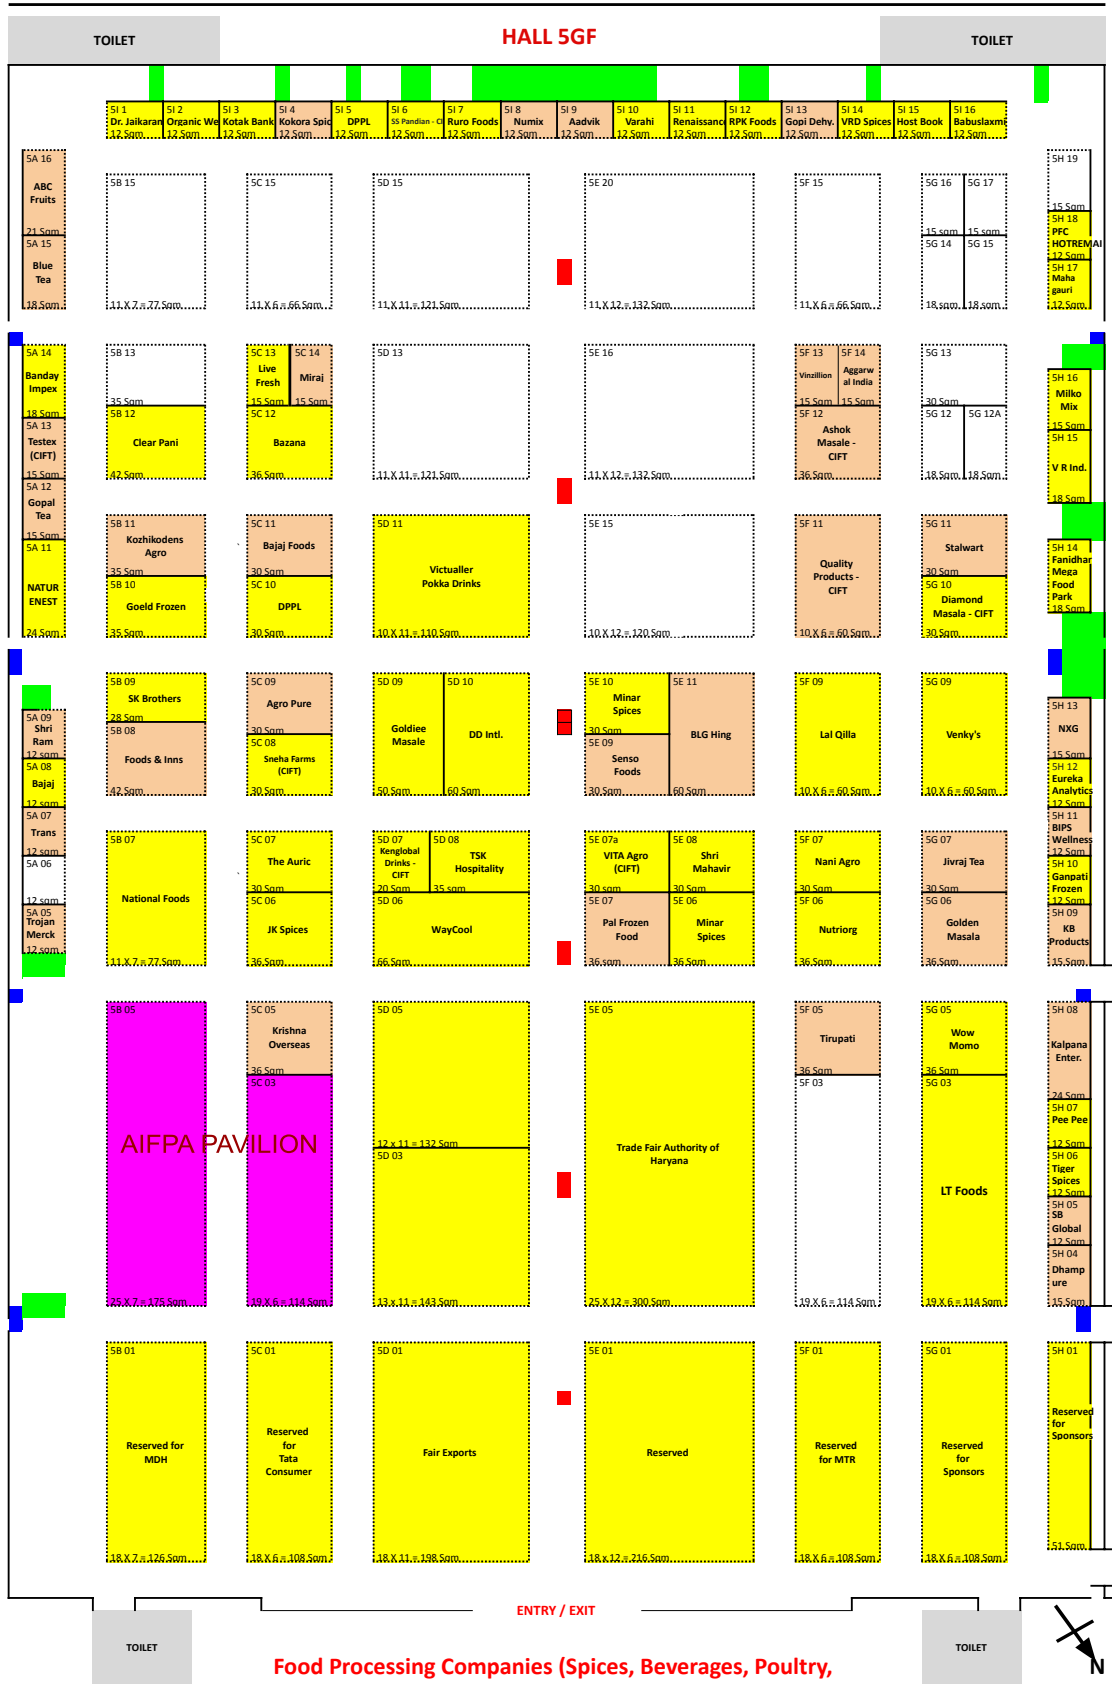 HALL 5GF
TOILET
TOILET
5I 1
Dr. Jaikaran
12 Sqm
5I 2
Organic We
12 Sqm
5I 3
Kotak Bank
12 Sqm
5I 4
Kokora Spic
12 Sqm
5I 5
DPPL
12 Sqm
5I 6
SS Pandian - CI
12 Sqm
5I 7
Ruro Foods
12 Sqm
5I 8
Numix
12 Sqm
5I 9
Aadvik
12 Sqm
5I 10
Varahi
12 Sqm
5I 11
Renaissanc
12 Sqm
5I 12
RPK Foods
12 Sqm
5I 13
Gopi Dehy.
12 Sqm
5I 14
VRD Spices
12 Sqm
5I 15
Host Book
12 Sqm
5I 16
Babuslaxmi
12 Sqm
5A 16
ABC
Fruits
21 Sqm
5A 15
Blue
Tea
18 Sqm
5B 15
11 X 7 = 77 Sqm
5C 15
11 X 6 = 66 Sqm
5D 15
11 X 11 = 121 Sqm
5E 20
11 X 12 = 132 Sqm
5F 15
11 X 6 = 66 Sqm
5G 16
15 sqm
5G 17
15 sqm
5G 14
18 sqm
5G 15
18 sqm
5H 19
15 Sqm
5H 18
PFC
HOTREMAI
12 Sqm
5H 17
Maha
gauri
12 Sqm
5A 14
Banday
Impex
18 Sqm
5A 13
Testex
(CIFT)
15 Sqm
5A 12
Gopal
Tea
15 Sqm
5A 11
NATUR
ENEST
24 Sqm
5B 13
35 Sqm
5B 12
Clear Pani
42 Sqm
5C 13
Live
Fresh
15 Sqm
5C 14
Miraj
15 Sqm
5C 12
Bazana
36 Sqm
5D 13
11 X 11 = 121 Sqm
5E 16
11 X 12 = 132 Sqm
5F 13
Vinzillion
15 Sqm
5F 14
Aggarw
al India
15 Sqm
5F 12
Ashok
Masale -
CIFT
36 Sqm
5G 13
30 Sqm
5G 12
18 Sqm
5G 12A
18 Sqm
5H 16
Milko
Mix
15 Sqm
5H 15
V R Ind.
18 Sqm
5B 11
Kozhikodens
Agro
35 Sqm
5B 10
Goeld Frozen
35 Sqm
5C 11
Bajaj Foods
30 Sqm
5C 10
DPPL
30 Sqm
5D 11
Victualler
Pokka Drinks
10 X 11 = 110 Sqm
5E 15
10 X 12 = 120 Sqm
5F 11
Quality
Products -
CIFT
10 X 6 = 60 Sqm
5G 11
Stalwart
30 Sqm
5G 10
Diamond
Masala - CIFT
30 Sqm
5H 14
Fanidhar
Mega
Food
Park
18 Sqm
5A 09
Shri
Ram
12 sqm
5A 08
Bajaj
12 sqm
5A 07
Trans
12 sqm
5A 06
12 sqm
5A 05
Trojan
Merck
12 sqm
5B 09
SK Brothers
28 Sqm
5B 08
Foods & Inns
42 Sqm
5C 09
Agro Pure
30 Sqm
5C 08
Sneha Farms
(CIFT)
30 Sqm
5D 09
Goldiee
Masale
50 Sqm
5D 10
DD Intl.
60 Sqm
5E 10
Minar
Spices
30 Sqm
5E 09
Senso
Foods
30 Sqm
5E 11
BLG Hing
60 Sqm
5F 09
Lal Qilla
10 X 6 = 60 Sqm
5G 09
Venky's
10 X 6 = 60 Sqm
5H 13
NXG
15 Sqm
5H 12
Eureka
Analytics
12 Sqm
5H 11
BIPS
Wellness
12 Sqm
5H 10
Ganpati
Frozen
12 Sqm
5H 09
KB
Products
15 Sqm
5B 07
National Foods
11 X 7 = 77 Sqm
5C 07
The Auric
30 Sqm
5C 06
JK Spices
36 Sqm
5D 07
Kenglobal
Drinks -
CIFT
20 Sqm
5D 08
TSK
Hospitality
35 sqm
5D 06
WayCool
66 Sqm
5E 07a
VITA Agro
(CIFT)
30 sqm
5E 08
Shri
Mahavir
30 Sqm
5E 07
Pal Frozen
Food
36 sqm
5E 06
Minar
Spices
36 Sqm
5F 07
Nani Agro
30 Sqm
5F 06
Nutriorg
36 Sqm
5G 07
Jivraj Tea
30 Sqm
5G 06
Golden
Masala
36 Sqm
5B 05
25 X 7 = 175 Sqm
5C 05
Krishna
Overseas
36 Sqm
5C 03
19 X 6 = 114 Sqm
AIFPA PAVILION
5D 05
12 x 11 = 132 Sqm
5D 03
13 x 11 = 143 Sqm
5E 05
Trade Fair Authority of
Haryana
25 X 12 = 300 Sqm
5F 05
Tirupati
36 Sqm
5F 03
19 X 6 = 114 Sqm
5G 05
Wow
Momo
36 Sqm
5G 03
LT Foods
19 X 6 = 114 Sqm
5H 08
Kalpana
Enter.
24 Sqm
5H 07
Pee Pee
12 Sqm
5H 06
Tiger
Spices
12 Sqm
5H 05
SB
Global
12 Sqm
5H 04
Dhamp
ure
15 Sqm
5B 01
Reserved for
MDH
18 X 7 = 126 Sqm
5C 01
Reserved
for
Tata
Consumer
18 X 6 = 108 Sqm
5D 01
Fair Exports
18 X 11 = 198 Sqm
5E 01
Reserved
18 x 12 = 216 Sqm
5F 01
Reserved
for MTR
18 X 6 = 108 Sqm
5G 01
Reserved
for
Sponsors
18 X 6 = 108 Sqm
5H 01
Reserved
for
Sponsors
51 Sqm
ENTRY / EXIT
TOILET
TOILET
N
Food Processing Companies (Spices, Beverages, Poultry,